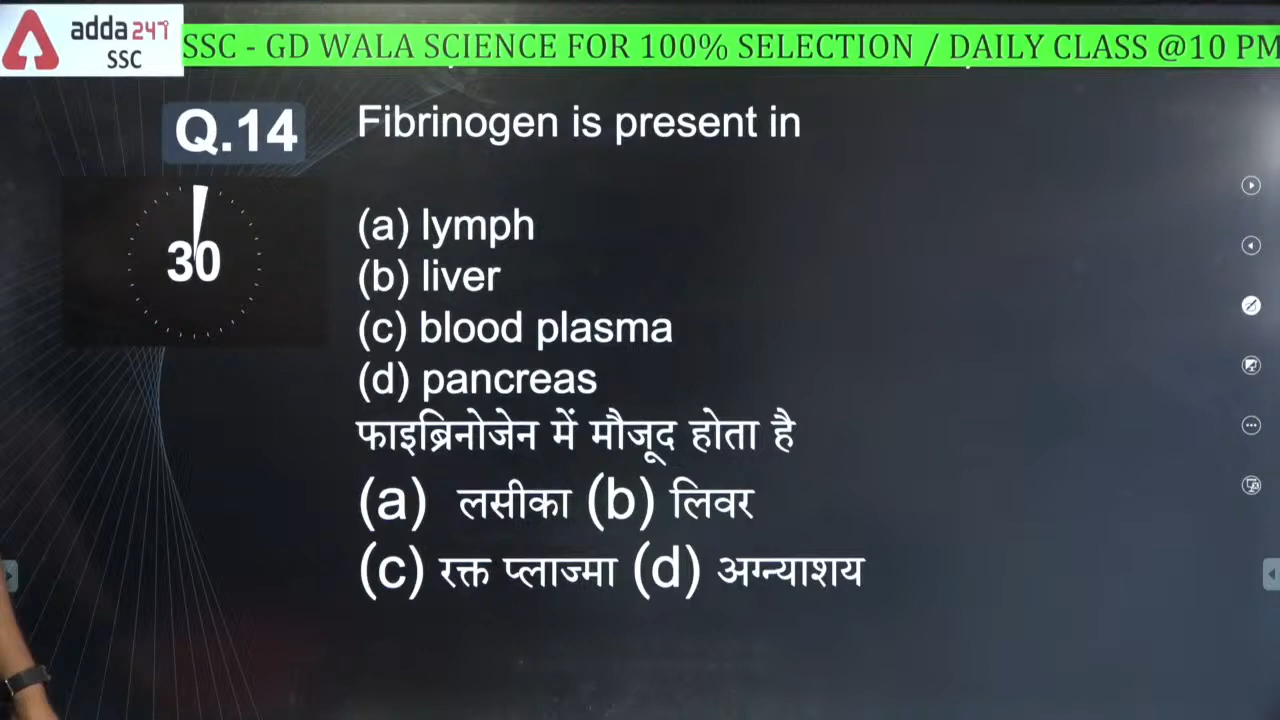 adda 247
SSC
SSC - GD WALA SCIENCE FOR 100% SELECTION / DAILY CLASS @10 PM
Q.14
Fibrinogen is present in
30
(a) lymph
(b) liver
(c) blood plasma
(d) pancreas
फाइब्रिनोजेन में मौजूद होता है
(a) लसीका (b) लिवर
(c) रक्त प्लाज्मा (d) अग्न्याशय